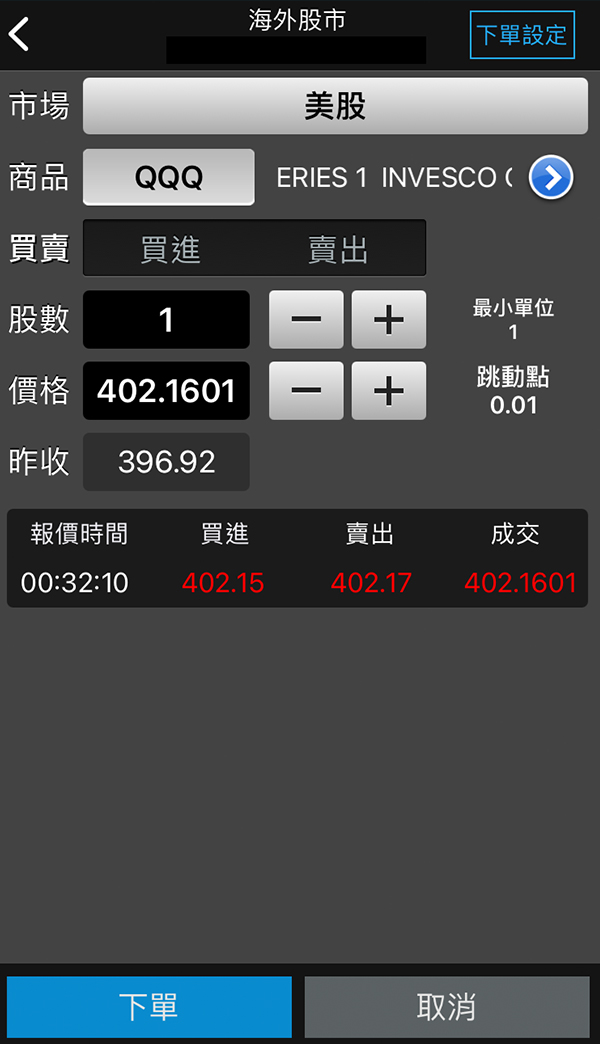 海外股市
下單設定
市場 美股
商品 QQQ ERIES 1 INVESCO
買賣 買進 賣出
股數 1 − + 最小單位
1
價格 402.1601 − + 跳動點
0.01
昨收 396.92
報價時間 買進 賣出 成交
00:32:10 402.15 402.17 402.1601
下單 取消